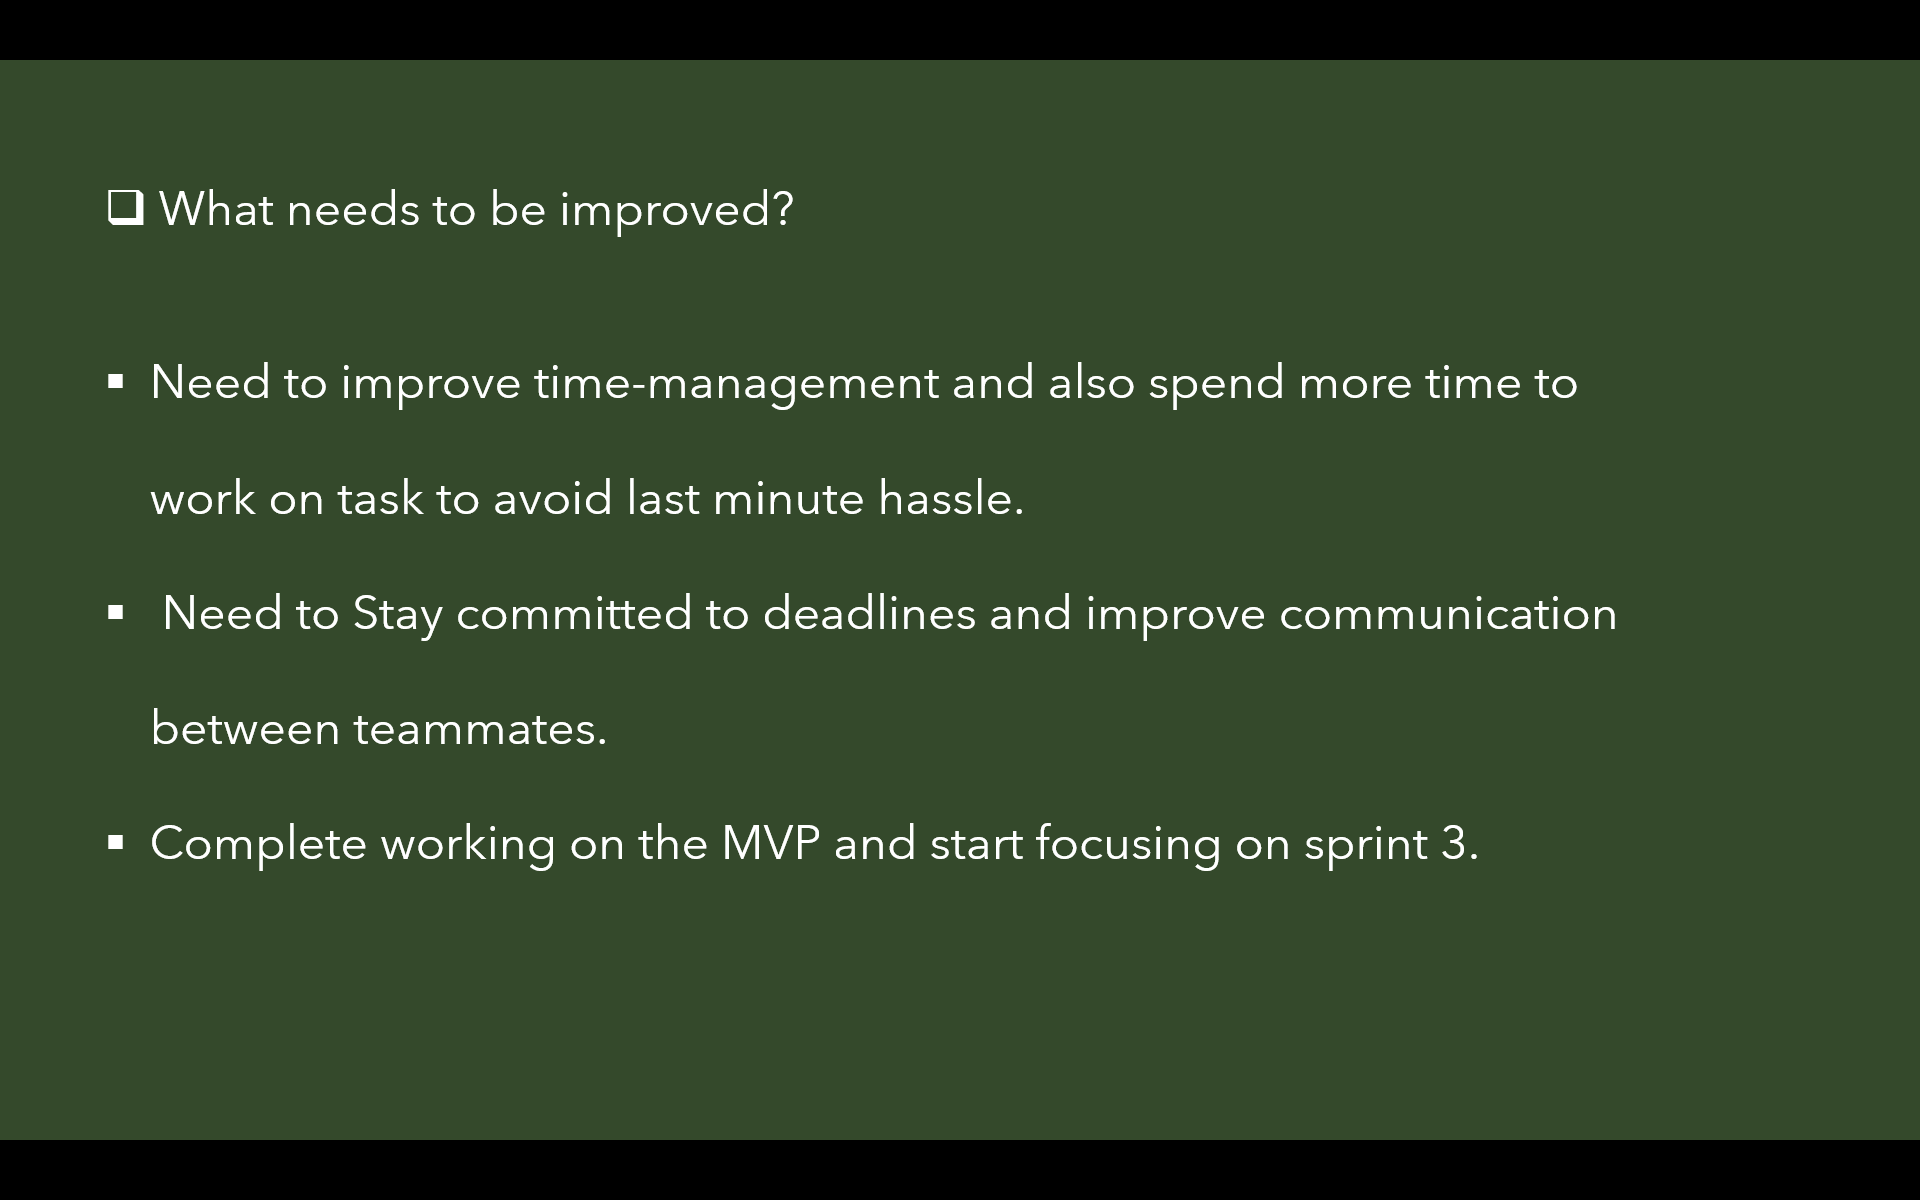 ❑ What needs to be improved?
▪ Need to improve time-management and also spend more time to
work on task to avoid last minute hassle.
▪ Need to Stay committed to deadlines and improve communication
between teammates.
▪ Complete working on the MVP and start focusing on sprint 3.